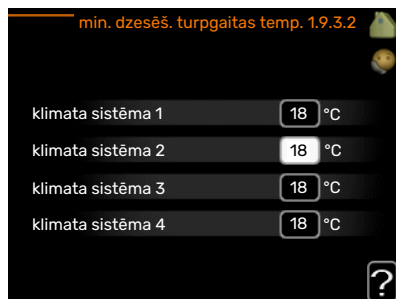 min. dzesēš. turpgaitas temp. 1.9.3.2
klimata sistēma 1 18 °C
klimata sistēma 2 18 °C
klimata sistēma 3 18 °C
klimata sistēma 4 18 °C
?